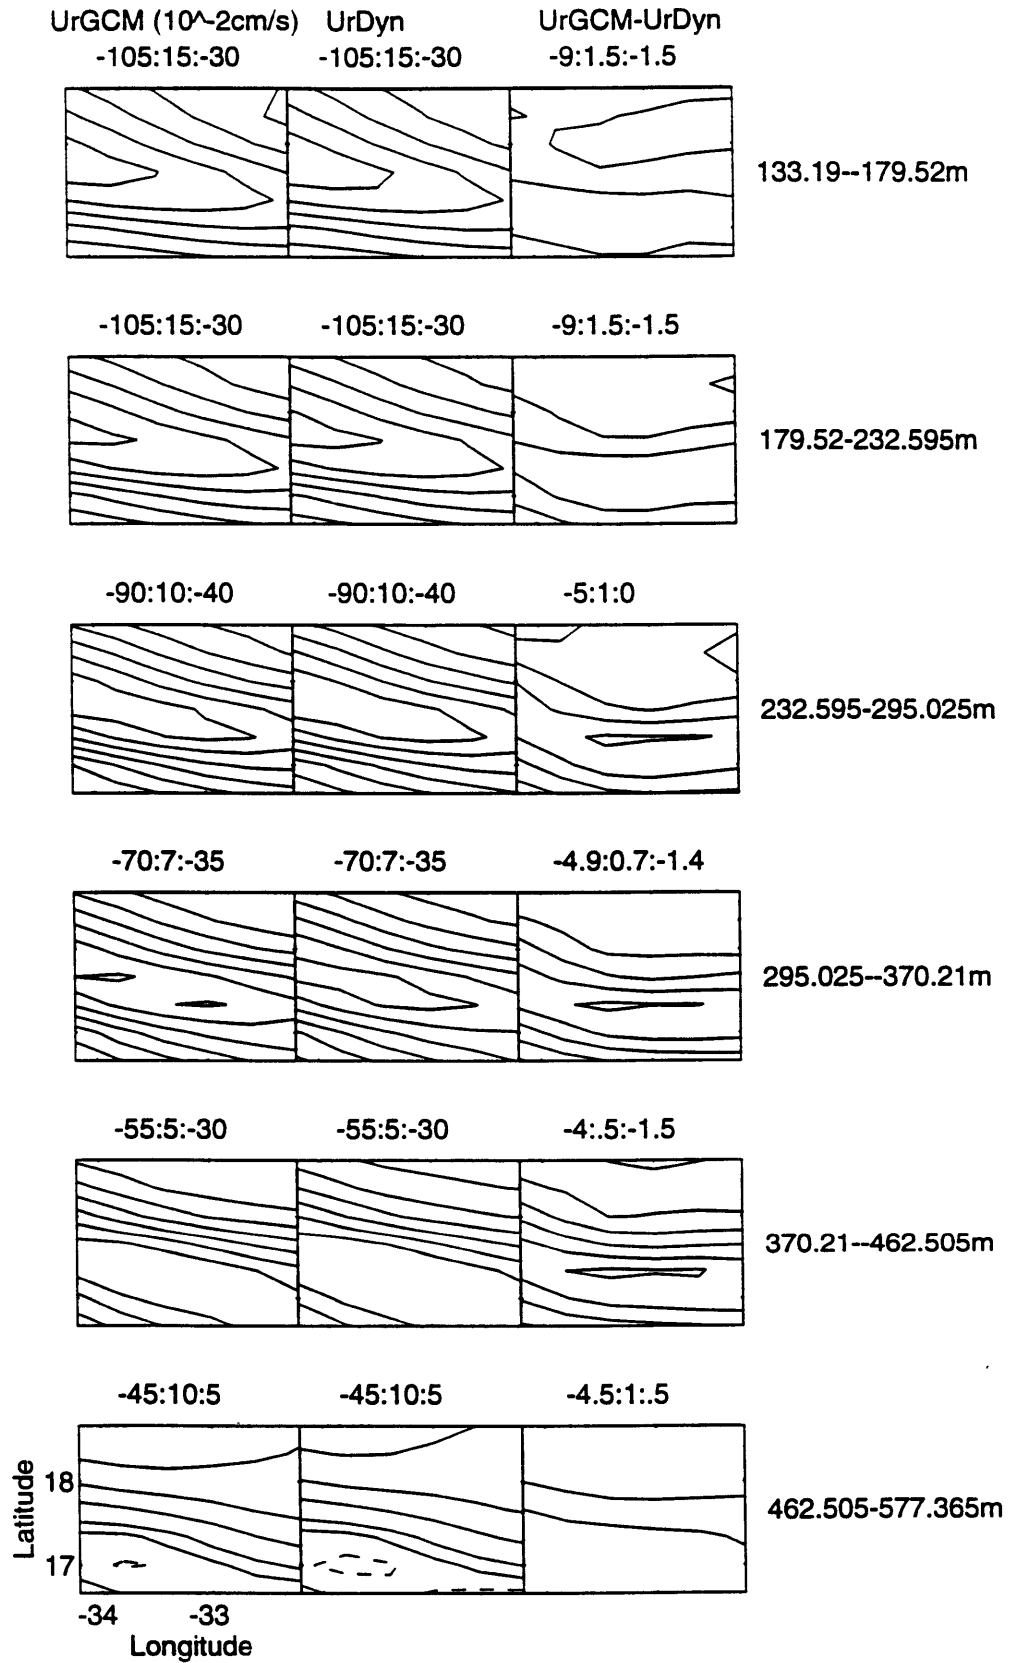 UrGCM (10^-2cm/s) UrDyn UrGCM-UrDyn
-105:15:-30 -105:15:-30 -9:1.5:-1.5
133.19--179.52m
-105:15:-30 -105:15:-30 -9:1.5:-1.5
179.52-232.595m
-90:10:-40 -90:10:-40 -5:1:0
232.595-295.025m
-70:7:-35 -70:7:-35 -4.9:0.7:-1.4
295.025--370.21m
-55:5:-30 -55:5:-30 -4:.5:-1.5
370.21--462.505m
-45:10:5 -45:10:5 -4.5:1:.5
462.505-577.365m
Latitude
18
17
-34 -33
Longitude